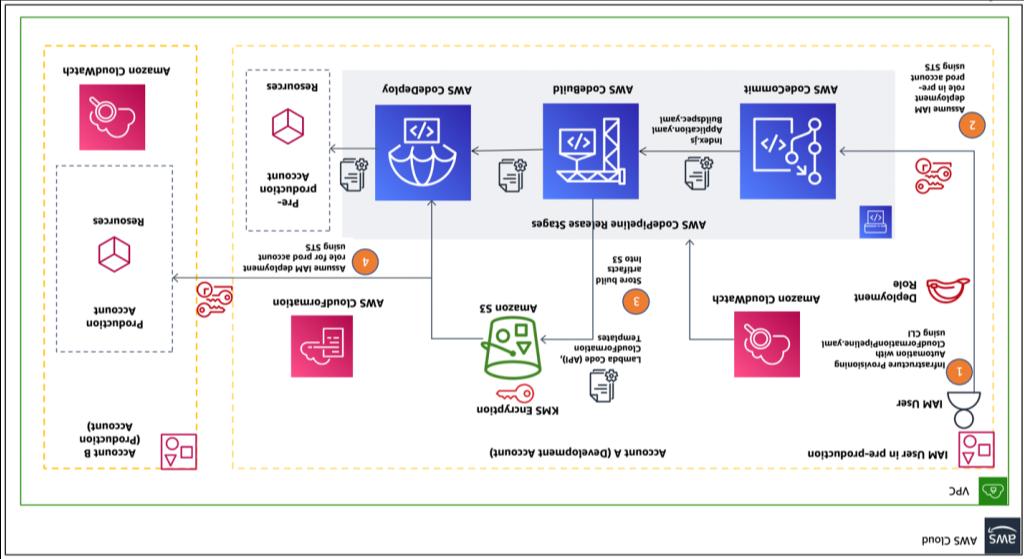 aws
AWS Cloud
VPC
IAM User in pre-production
Account A (Development Account)
Account B
(Production
Account)
IAM User
1
Infrastructure Provisioning
Automation with
CloudFormationPipeline.yaml
using CLI
Deployment
Role
Amazon CloudWatch
KMS Encryption
Amazon S3
Lambda code (API),
CloudFormation
Templates
3
Store build
artifacts
into S3
AWS CloudFormation
4
Assume IAM deployment
role for prod account
using STS
Production
Account
Resources
Amazon CloudWatch
AWS CodePipeline Release Stages
2
Assume IAM
deployment
role in pre-
prod account
using STS
AWS CodeCommit
Index.js
Application.yaml
Buildspec.yaml
AWS CodeBuild
AWS CodeDeploy
Pre-
production
Account
Resources